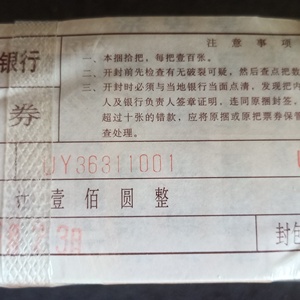 注意事项
银行
一、本捆拾把，每把壹百张。
二、开封前先检查有无破裂可疑，然后查点把数
券
三、开封时必须与当地银行当面点清，发现把内
人及银行负责人签章证明，连同原捆封签，
超过十张的错款，应将原捆或原把票券保管
查处理。
UY36311001
壹佰圆整
封包